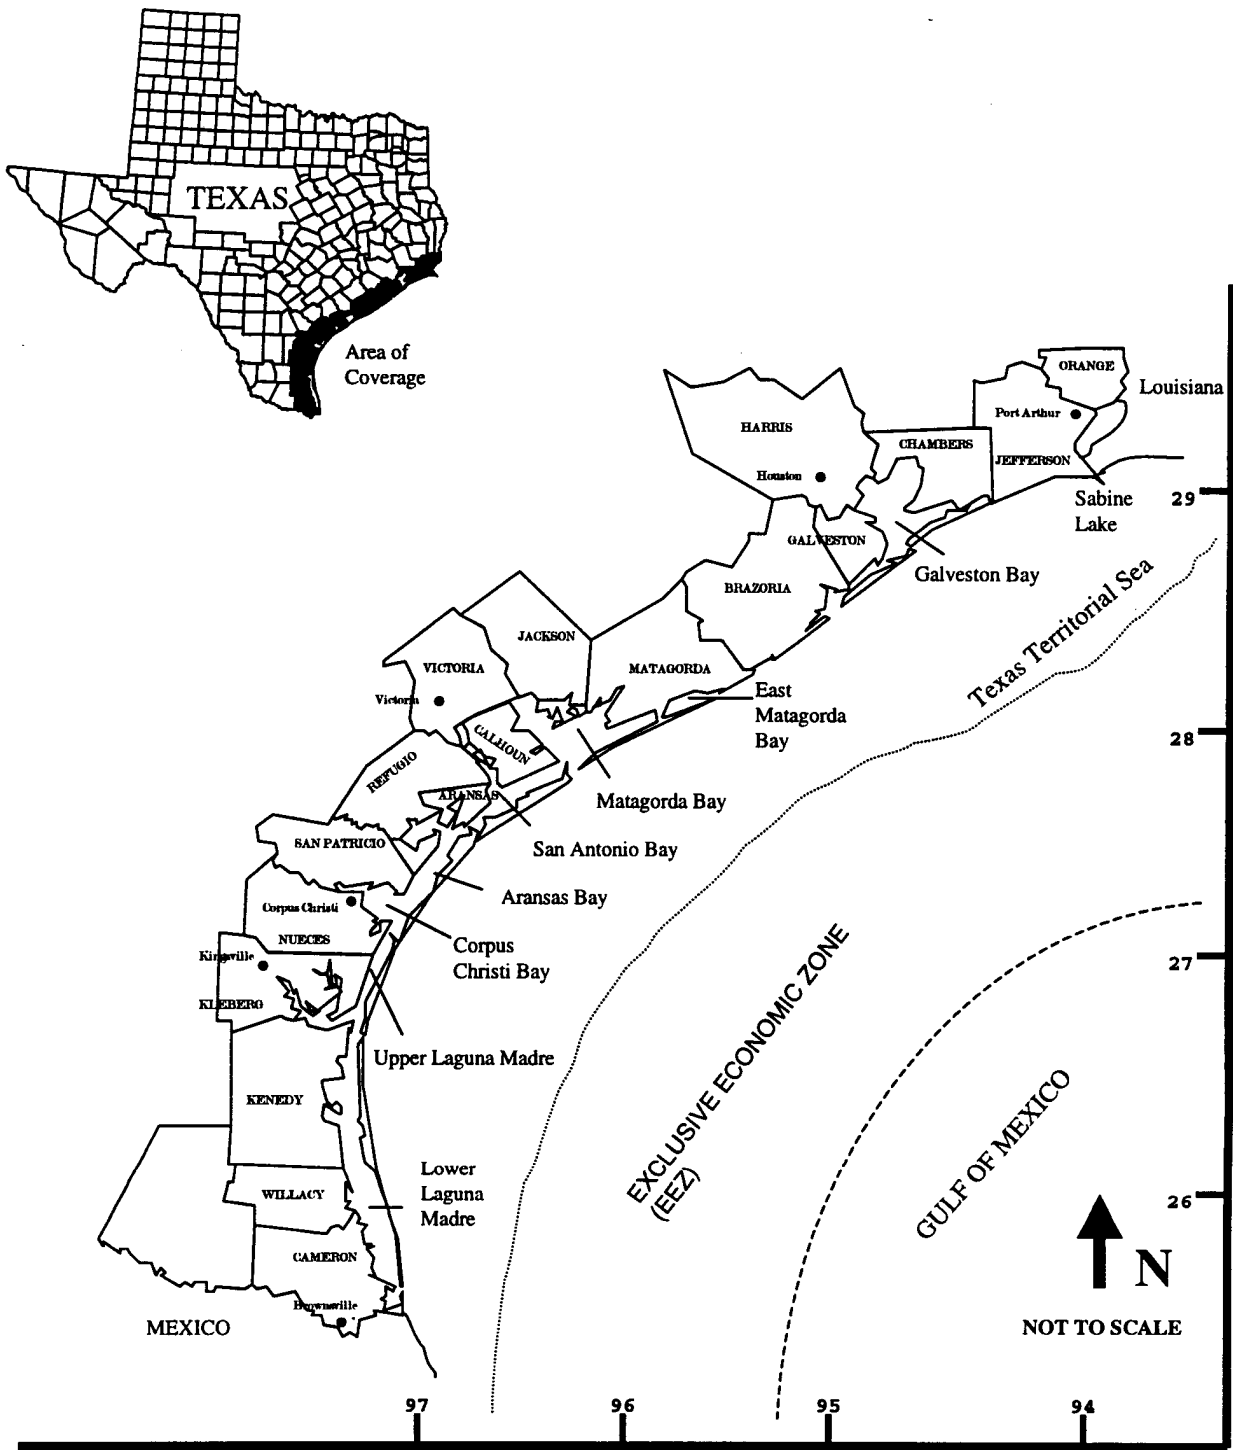 TEXAS
Area of
Coverage
ORANGE
Louisiana
Port Arthur
HARRIS
CHAMBERS
JEFFERSON
Houston
Sabine
Lake
29
GALVESTON
Galveston Bay
BRAZORIA
Texas Territorial Sea
JACKSON
VICTORIA
MATAGORDA
Victoria
East
Matagorda
Bay
CALHOUN
28
REFUGIO
ARANSAS
Matagorda Bay
SAN PATRICIO
San Antonio Bay
Aransas Bay
Corpus Christi
NUECES
Corpus
Christi Bay
Kingsville
27
KLEBERG
Upper Laguna Madre
EXCLUSIVE ECONOMIC ZONE
(EEZ)
GULF OF MEXICO
KENEDY
Lower
Laguna
Madre
WILLACY
26
CAMERON
N
Brownsville
MEXICO
NOT TO SCALE
97
96
95
94